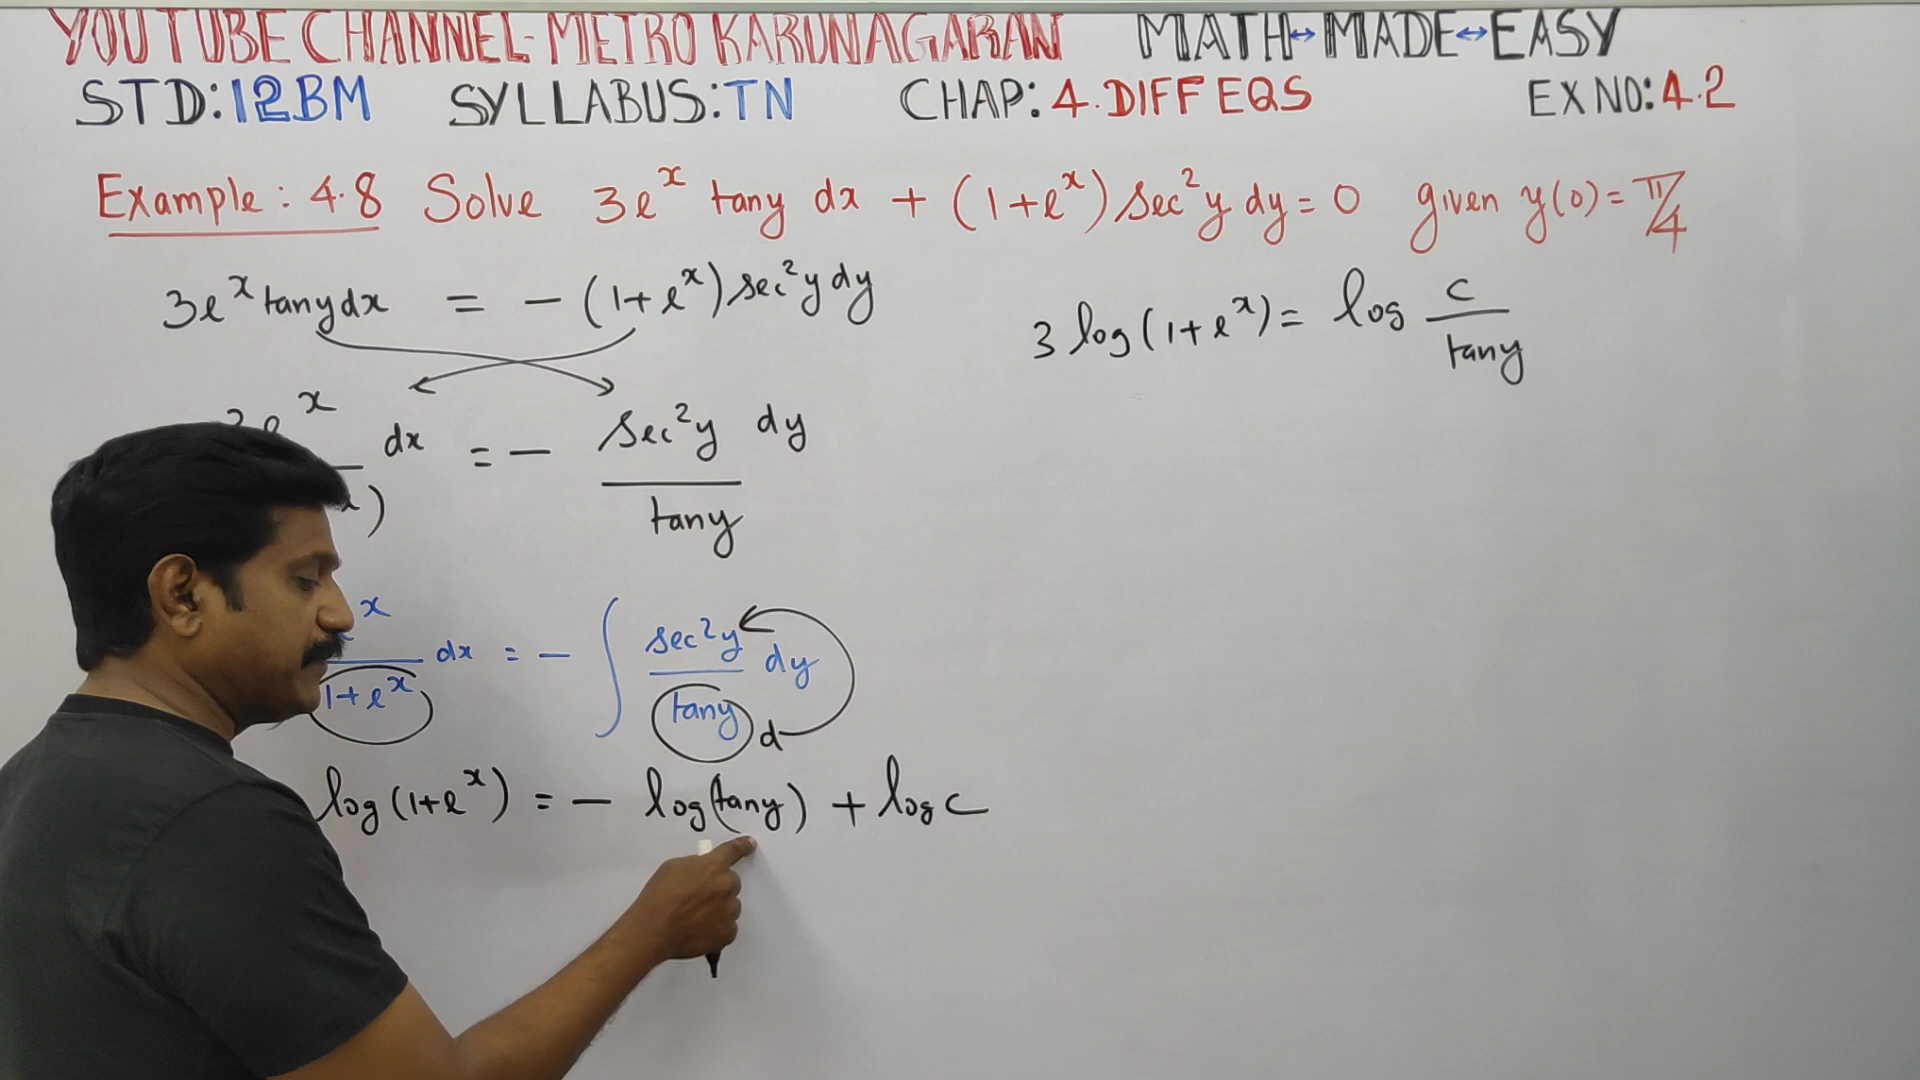 YOUTUBE CHANNEL-METRO KARUNAGARAN MATH↔MADE↔EASY
STD:12BM SYLLABUS:TN CHAP:4.DIFF EQS EX NO:4.2
Example: 4.8 Solve 3e^x tany dx + (1+e^x) sec²y dy = 0 given y(0) = π/4
3e^x tany dx = - (1+e^x) sec²y dy
x dx = - sec²y/tany dy
x)
x/(1+e^x) dx = - ∫ sec²y/tany dy
d
log(1+e^x) = - log(tany) + log c
3 log(1+e^x) = log c/tany